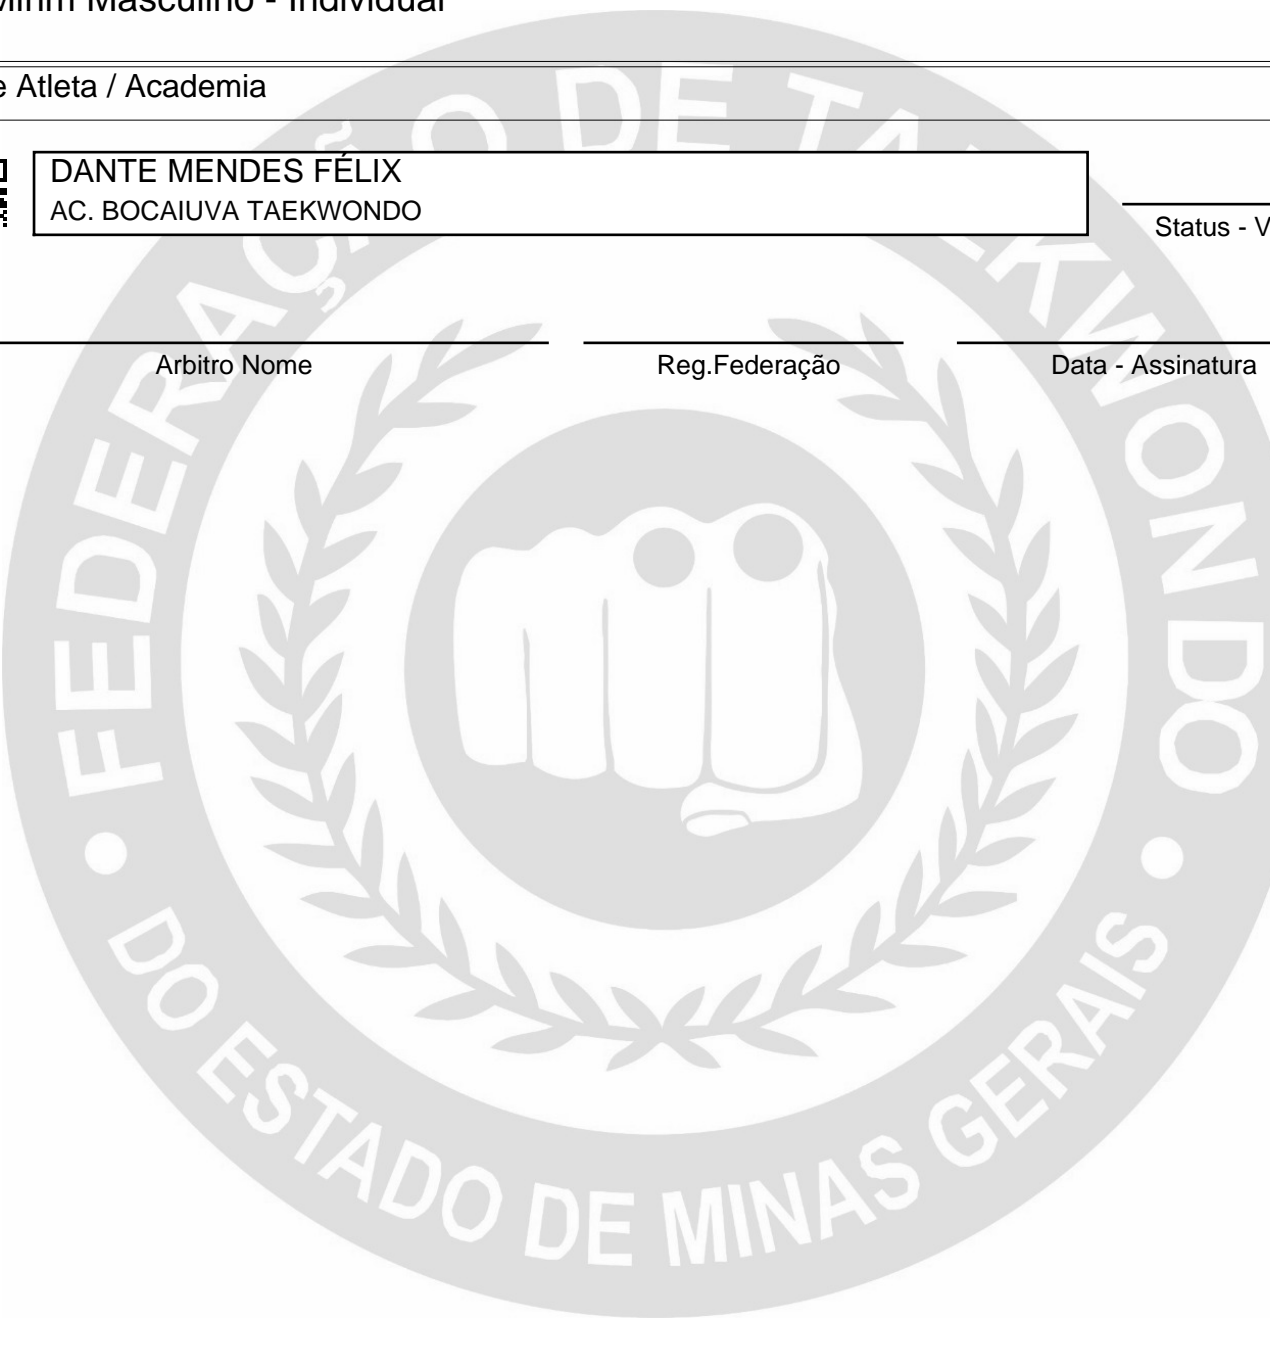 Mirim Masculino - Individual
e Atleta / Academia
DANTE MENDES FÉLIX
AC. BOCAIUVA TAEKWONDO
Status - V
Arbitro Nome
Reg.Federação
Data - Assinatura
FEDERAÇÃO DE TAEKWONDO
DO ESTADO DE MINAS GERAIS